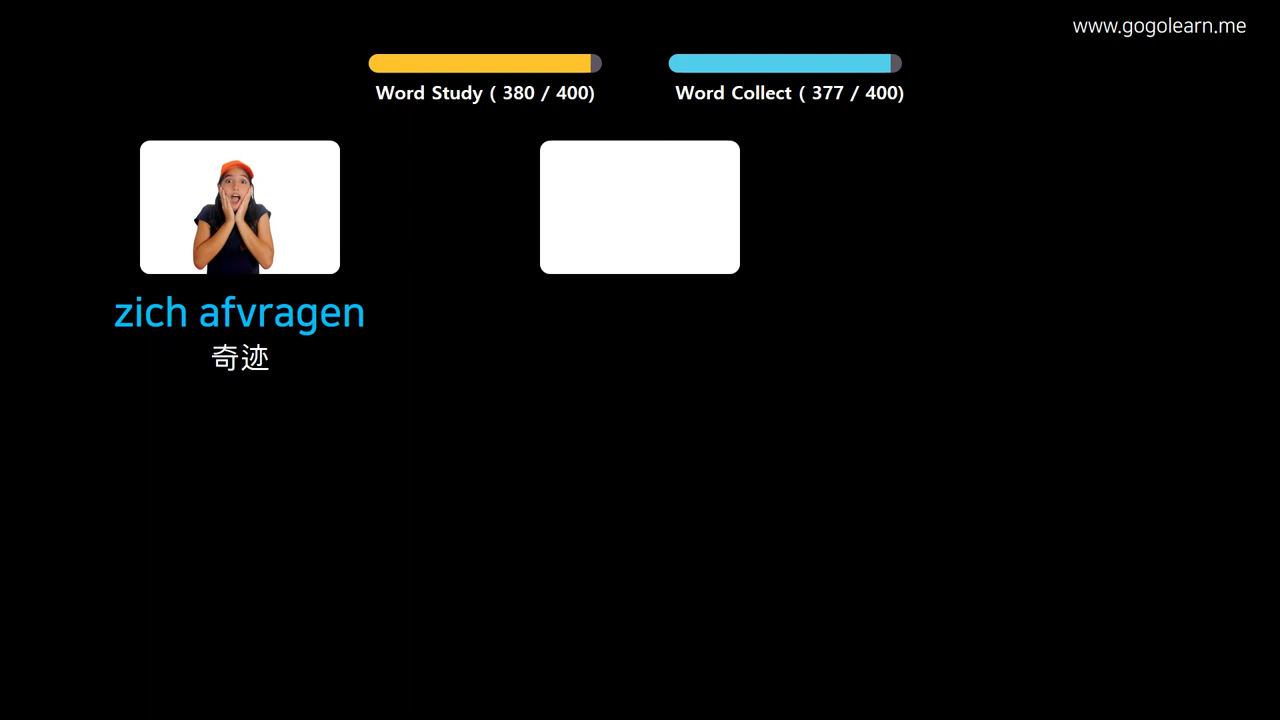 www.gogolearn.me
Word Study ( 380 / 400)
Word Collect ( 377 / 400)
zich afvragen
奇迹